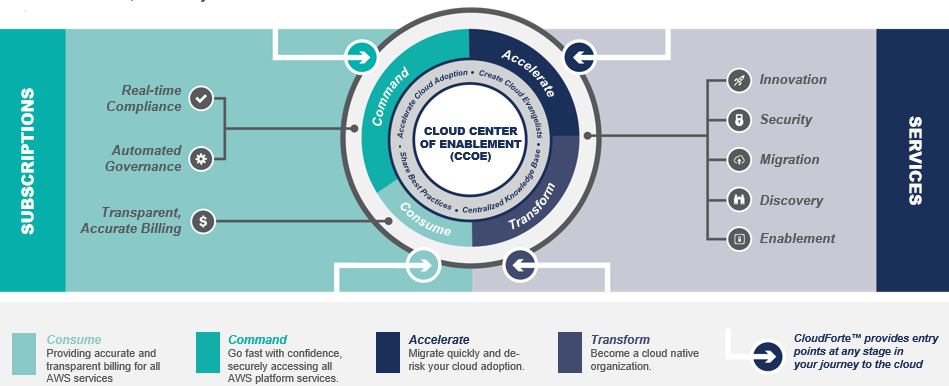 SUBSCRIPTIONS
Real-time
Compliance
Automated
Governance
Transparent,
Accurate Billing
Command
Accelerate
Transform
Consume
Accelerate Cloud Adoption • Create Cloud Evangelists • Centralized Knowledge Base • Share Best Practices •
CLOUD CENTER
OF ENABLEMENT
(CCOE)
Innovation
Security
Migration
Discovery
Enablement
SERVICES
Consume
Providing accurate and
transparent billing for all
AWS services
Command
Go fast with confidence,
securely accessing all
AWS platform services.
Accelerate
Migrate quickly and de-
risk your cloud adoption.
Transform
Become a cloud native
organization.
CloudForte™ provides entry
points at any stage in
your journey to the cloud